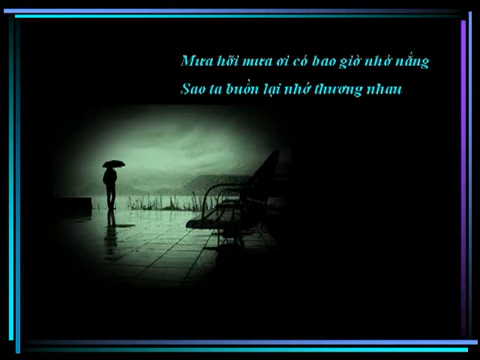 Mưa hỡi mưa ơi có bao giờ nhớ nắng
Sao ta buồn lại nhớ thương nhau